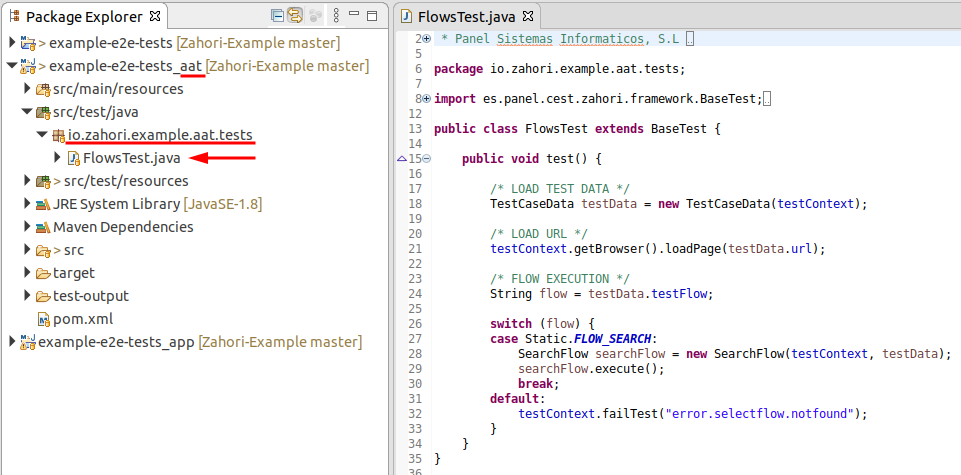 Package Explorer
example-e2e-tests [Zahori-Example master]
> example-e2e-tests_aat [Zahori-Example master]
> src/main/resources
src/test/java
io.zahori.example.aat.tests
FlowsTest.java
> src/test/resources
JRE System Library [JavaSE-1.8]
Maven Dependencies
> src
target
test-output
pom.xml
example-e2e-tests_app [Zahori-Example master]
FlowsTest.java
2 * Panel Sistemas Informaticos, S.L
5
6 package io.zahori.example.aat.tests;
7
8 import es.panel.cest.zahori.framework.BaseTest;
12
13 public class FlowsTest extends BaseTest {
14
15 public void test() {
16
17 /* LOAD TEST DATA */
18 TestCaseData testData = new TestCaseData(testContext);
19
20 /* LOAD URL */
21 testContext.getBrowser().loadPage(testData.url);
22
23 /* FLOW EXECUTION */
24 String flow = testData.testFlow;
25
26 switch (flow) {
27 case Static.FLOW_SEARCH:
28 SearchFlow searchFlow = new SearchFlow(testContext, testData);
29 searchFlow.execute();
30 break;
31 default:
32 testContext.failTest("error.selectflow.notfound");
33 }
34 }
35 }
36